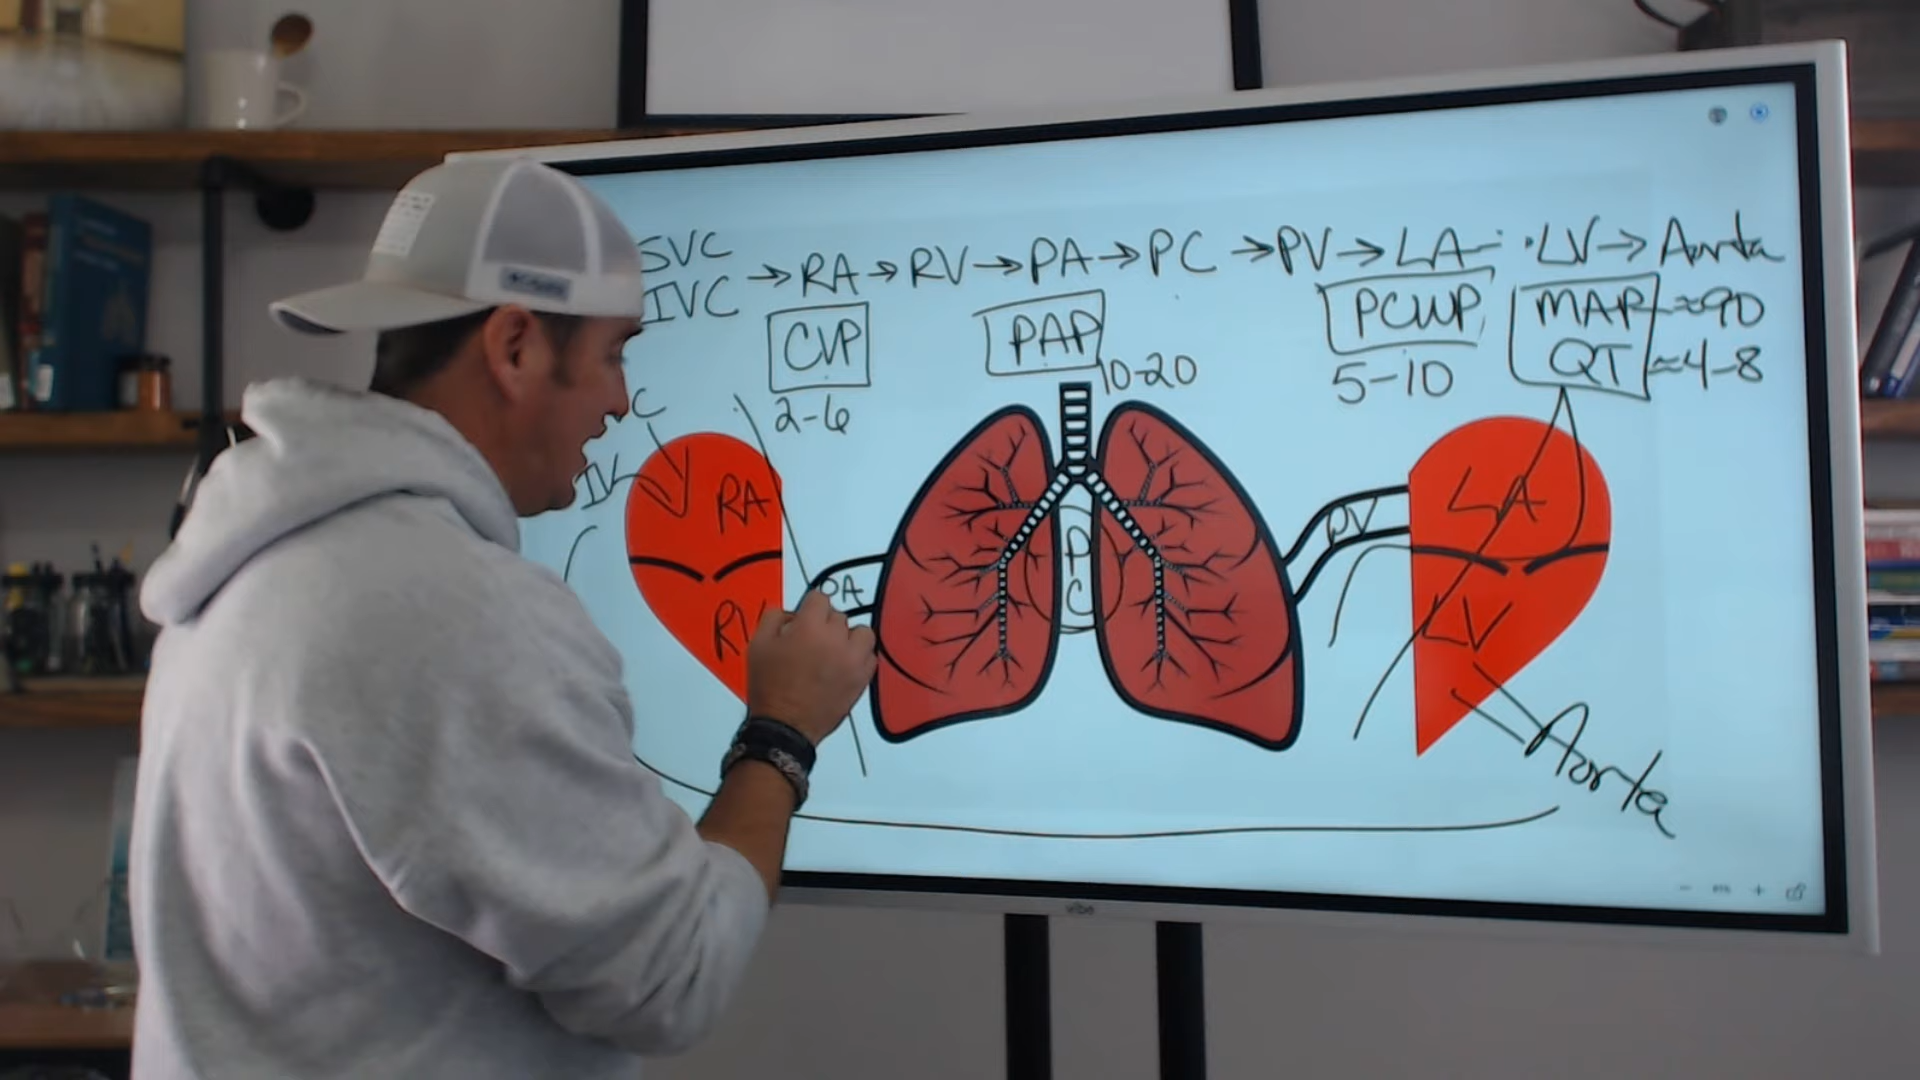 SVC
IVC → RA → RV → PA → PC → PV → LA - LV → Aorta
CVP
2-6
PAP
10-20
PCWP
5-10
MAP ≈90
QT ≈4-8
C
IV
RA
RV
PA
P
C
PV
LA
LV
Aorta
vibe